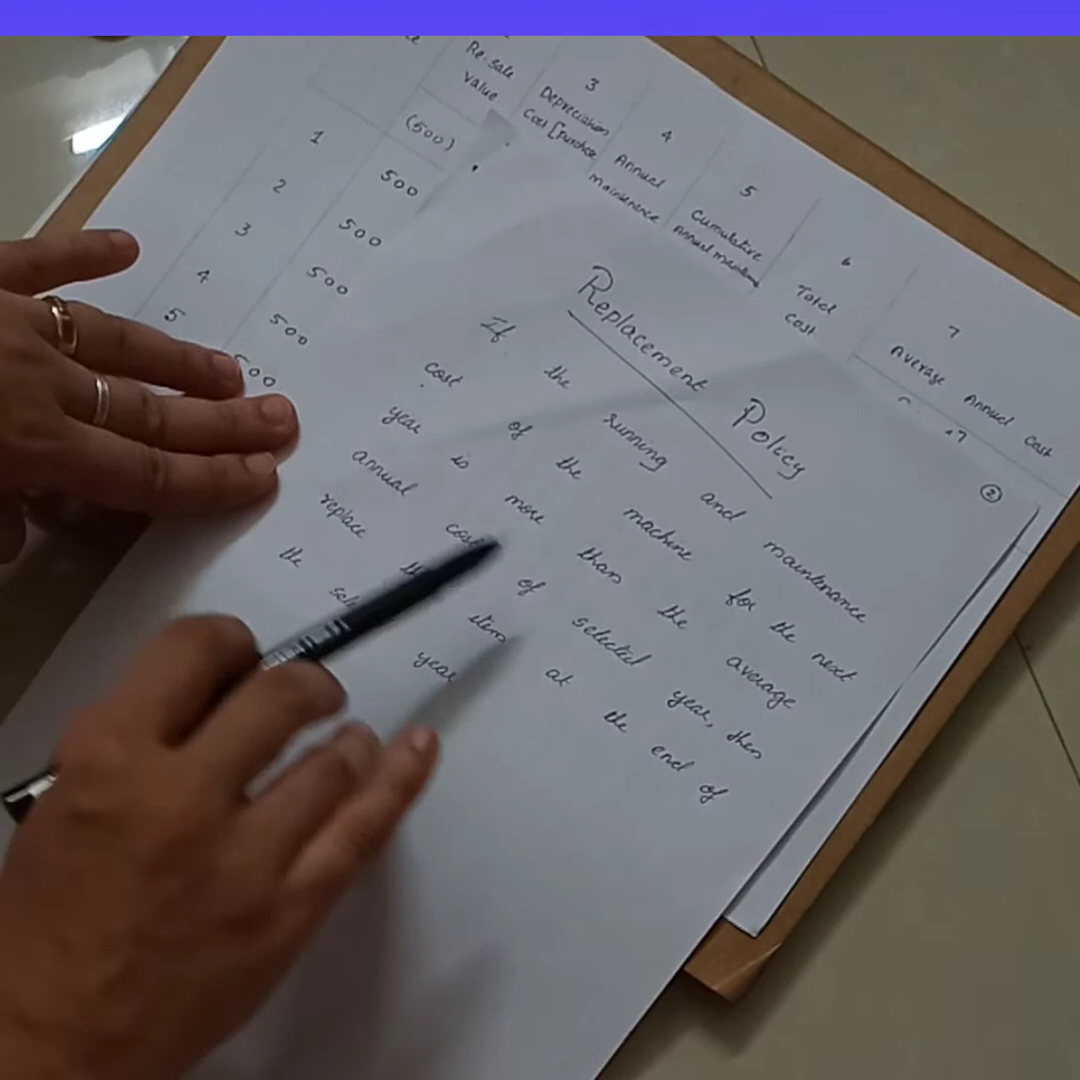 Re-sale
value
(500)
3
Depreciation
Cost [Purchase
4
Annual
maintenance
5
Cumulative
Annual
6
Total
cost
7
Average Annual Cost
1 500
2 500
3 500
4 500
5 500
②
Replacement Policy
If the running and maintenance
cost of the machine for the next
year is more than the average
annual cost of selected year, then
replace item at the end of
the year